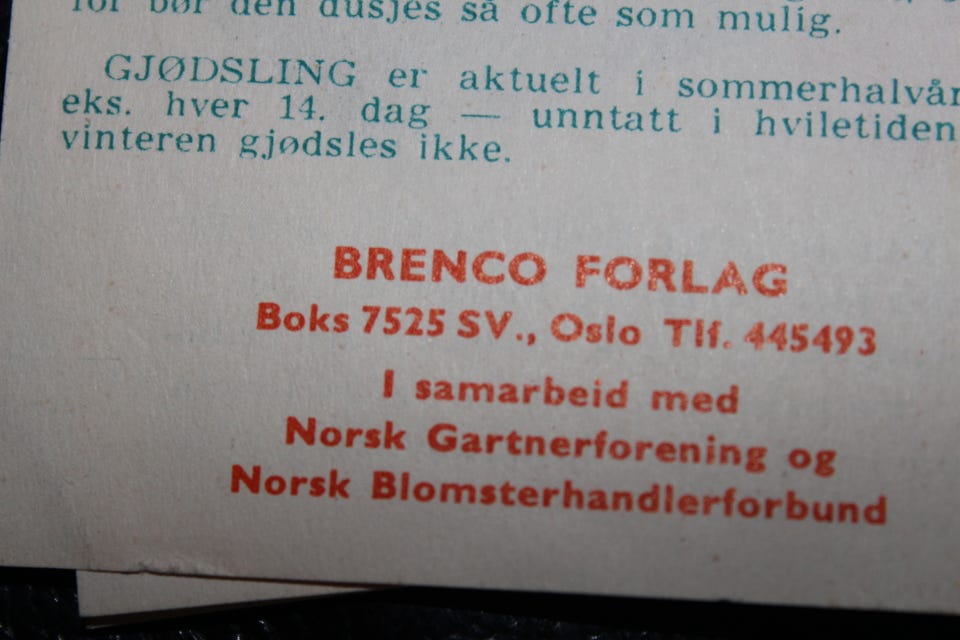 for bør den dusjes så ofte som mulig.
GJØDSLING er aktuelt i sommerhalvår
eks. hver 14. dag — unntatt i hviletiden
vinteren gjødsles ikke.
BRENCO FORLAG
Boks 7525 SV., Oslo Tlf. 445493
I samarbeid med
Norsk Gartnerforening og
Norsk Blomsterhandlerforbund